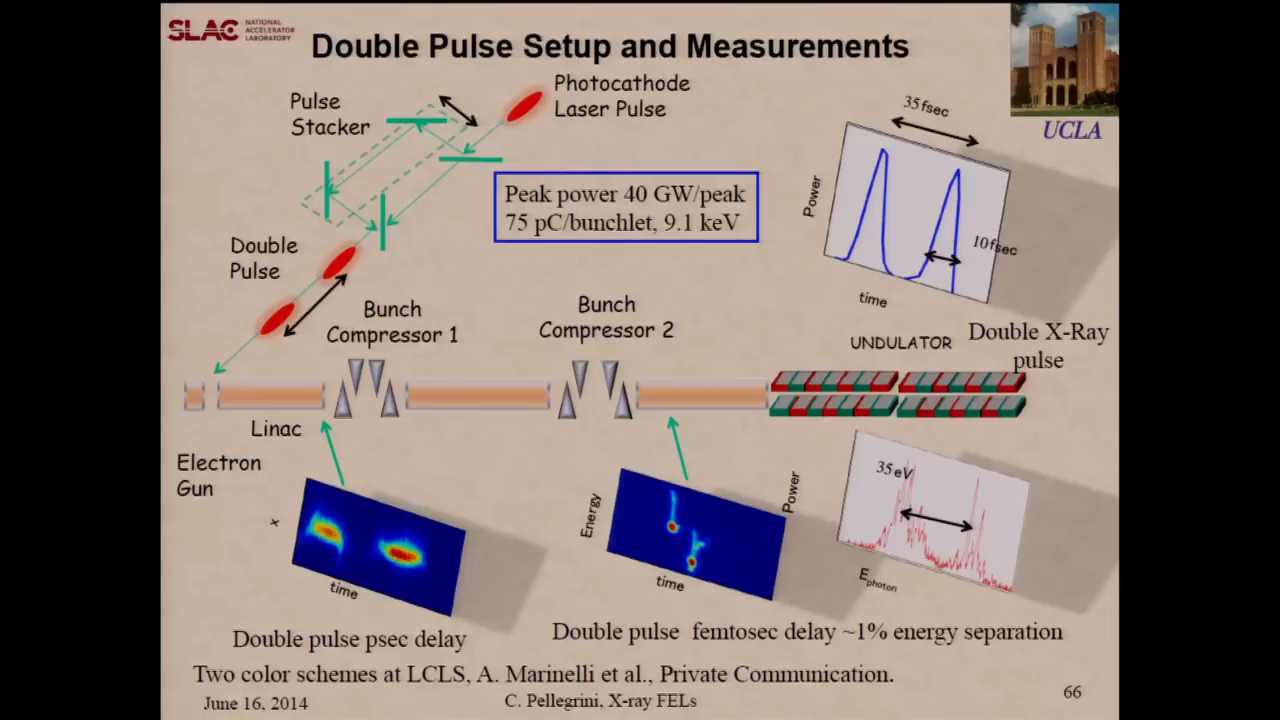 SLAC NATIONAL
ACCELERATOR
LABORATORY
Double Pulse Setup and Measurements
UCLA
Photocathode
Laser Pulse
Pulse
Stacker
35fsec
Power
10fsec
time
Peak power 40 GW/peak
75 pC/bunchlet, 9.1 keV
Double
Pulse
Bunch
Compressor 1
Bunch
Compressor 2
UNDULATOR
Double X-Ray
pulse
Linac
Electron
Gun
x
time
Energy
time
Power
35eV
Ephoton
Double pulse psec delay
Double pulse femtosec delay ~1% energy separation
Two color schemes at LCLS, A. Marinelli et al., Private Communication.
June 16, 2014
C. Pellegrini, X-ray FELs
66